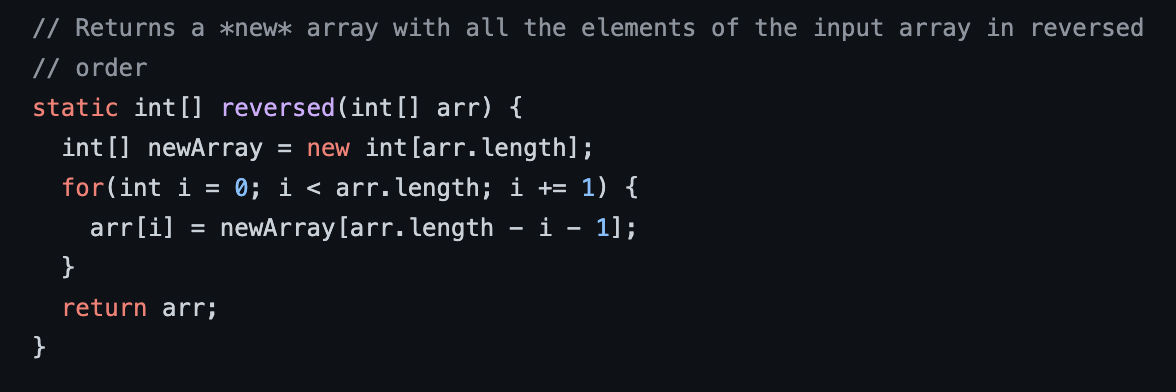 // Returns a *new* array with all the elements of the input array in reversed
// order
static int[] reversed(int[] arr) {
  int[] newArray = new int[arr.length];
  for(int i = 0; i < arr.length; i += 1) {
    arr[i] = newArray[arr.length - i - 1];
  }
  return arr;
}